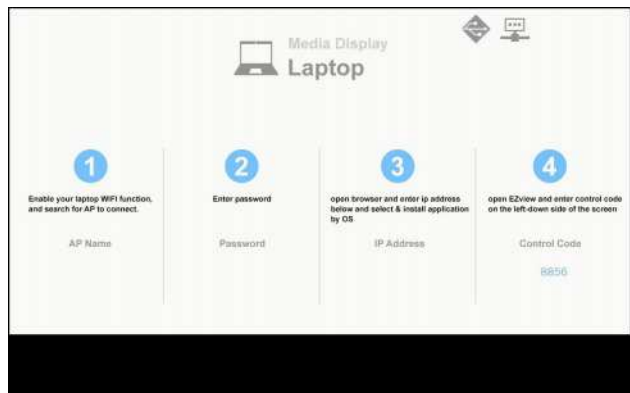 Media Display
Laptop
1
Enable your laptop WIFI function,
and search for AP to connect.
AP Name
2
Enter password
Password
3
open browser and enter ip address
below and select & install application
by OS
IP Address
4
open EZview and enter control code
on the left-down side of the screen
Control Code
8856